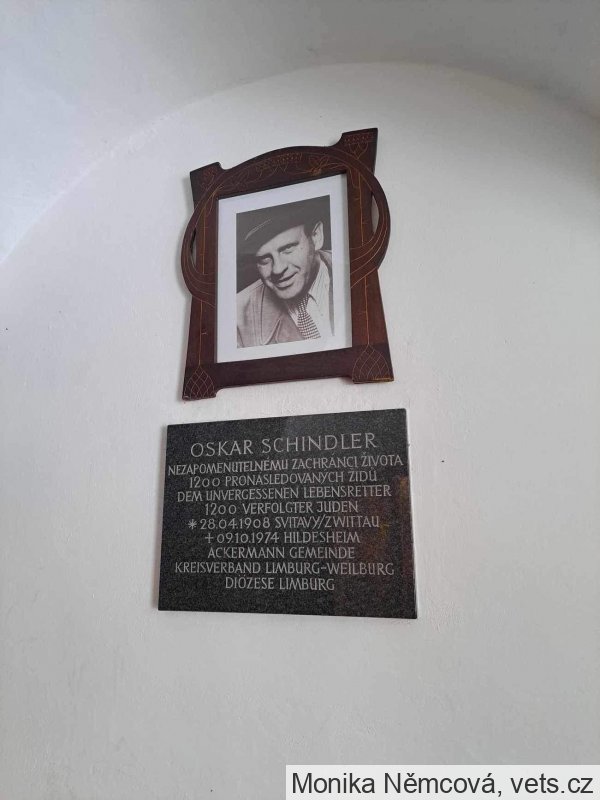 OSKAR SCHINDLER
NEZAPOMENUTELNÉMU ZACHRÁNCI ŽIVOTA
1200 PRONÁSLEDOVANÝCH ŽIDŮ
DEM UNVERGESSENEN LEBENSRETTER
1200 VERFOLGTER JUDEN
* 28.04.1908 SVITAVY/ZWITTAU
+ 09.10.1974 HILDESHEIM
ACKERMANN GEMEINDE
KREISVERBAND LIMBURG-WEILBURG
DIÖZESE LIMBURG
Monika Němcová, vets.cz